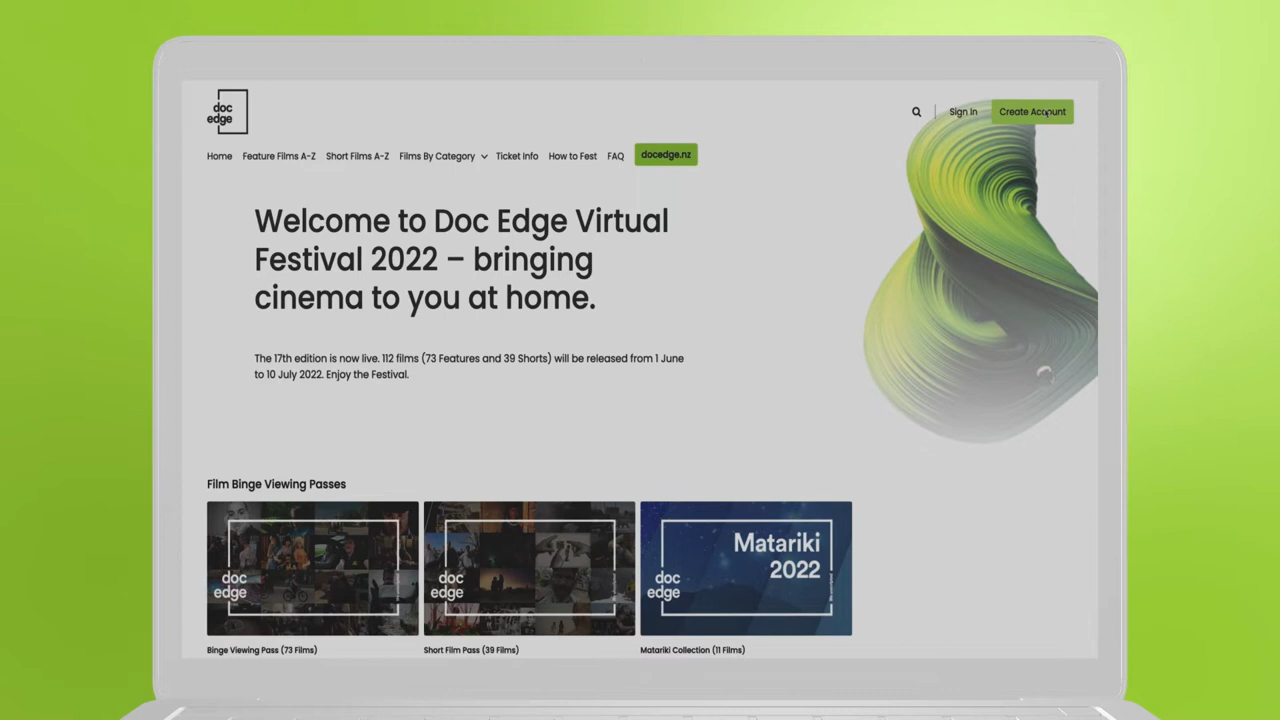 doc
edge
Sign In
Create Account
Home
Feature Films A-Z
Short Films A-Z
Films By Category
Ticket Info
How to Fest
FAQ
docedge.nz
Welcome to Doc Edge Virtual
Festival 2022 – bringing
cinema to you at home.
The 17th edition is now live. 112 films (73 Features and 39 Shorts) will be released from 1 June
to 10 July 2022. Enjoy the Festival.
Film Binge Viewing Passes
doc
edge
doc
edge
Matariki
2022
doc
edge
Binge Viewing Pass (73 Films)
Short Film Pass (39 Films)
Matariki Collection (11 Films)